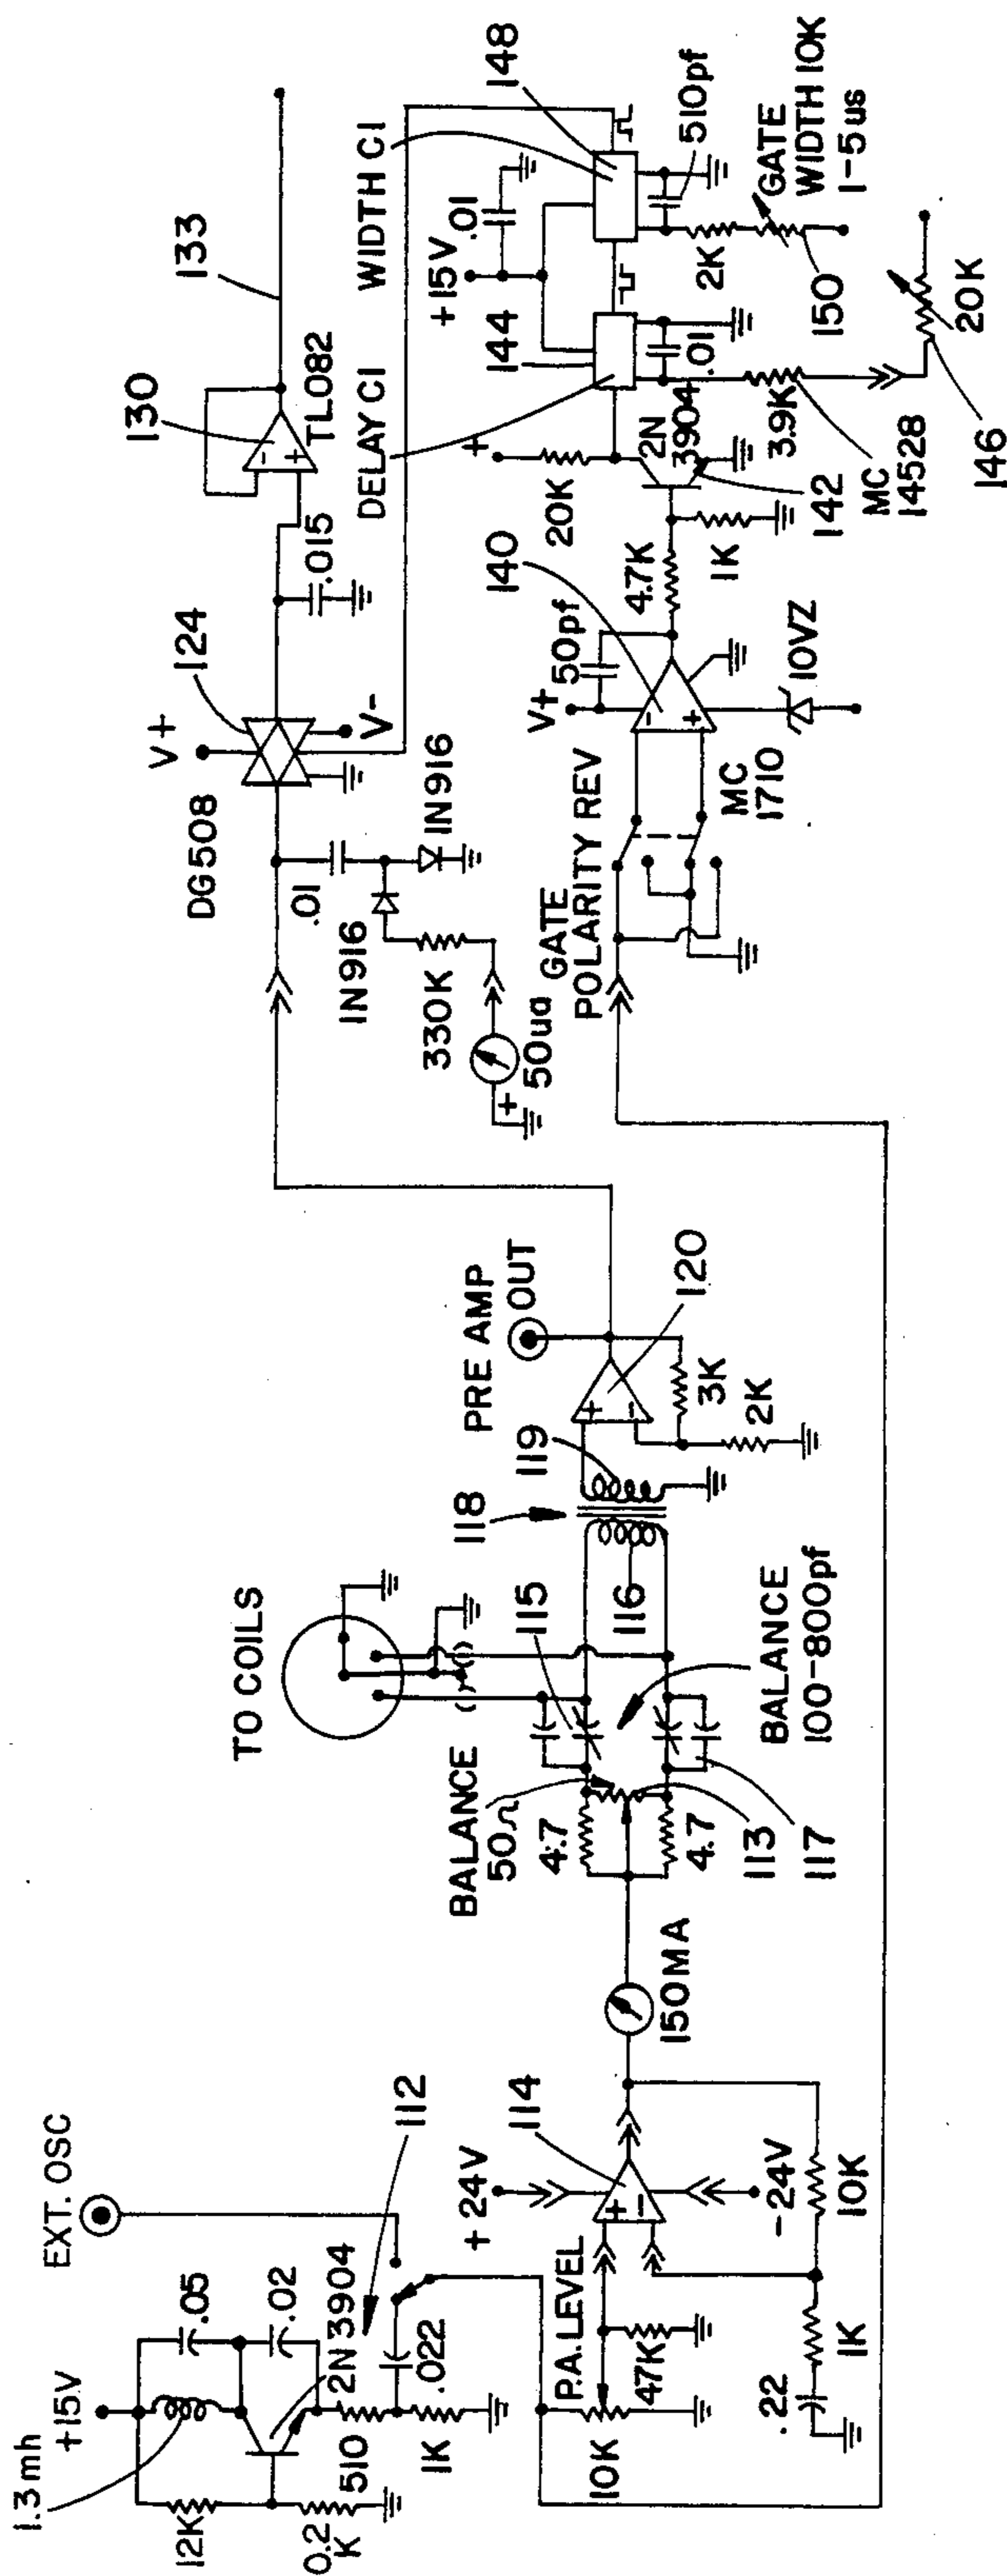 1.3mh
+15V
.05
12K
0.2
K
2N 3904
.02
510
1K
.022
112
EXT. OSC
10K
P.A. LEVEL
47K
+24V
114
-24V
10K
1K
.22
150MA
BALANCE
50Ω
4.7
4.7
113
117
TO COILS
115
116
BALANCE
100-800pf
118
119
PRE AMP
OUT
120
3K
2K
V+
DG508
124
V-
.01
1N916
1N916
330K
50ua
+
.015
130
-
+
TL082
133
GATE
POLARITY REV
MC
1710
V+
50pf
140
10VZ
4.7K
1K
20K
+
2N
3904
142
DELAY C1
144
+15V
.01
WIDTH C1
148
.01
3.9K
MC
14528
146
20K
2K
510pf
150
GATE
WIDTH 10K
1-5us